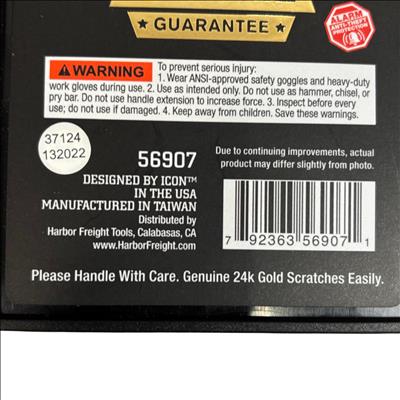 ★ GUARANTEE ★
ALARM
ANTI-THEFT
PROTECTION
WARNING
To prevent serious injury:
1. Wear ANSI-approved safety goggles and heavy-duty
work gloves during use. 2. Use as intended only. Do not use as hammer, chisel, or
pry bar. Do not use handle extension to increase force. 3. Inspect before every
use; do not use if damaged. 4. Keep away from children. Save these warnings.
37124
132022
56907
DESIGNED BY ICON™
IN THE USA
MANUFACTURED IN TAIWAN
Distributed by
Harbor Freight Tools, Calabasas, CA
www.HarborFreight.com
Due to continuing improvements, actual
product may differ slightly from photo.
7 92363 56907 1
Please Handle With Care. Genuine 24k Gold Scratches Easily.